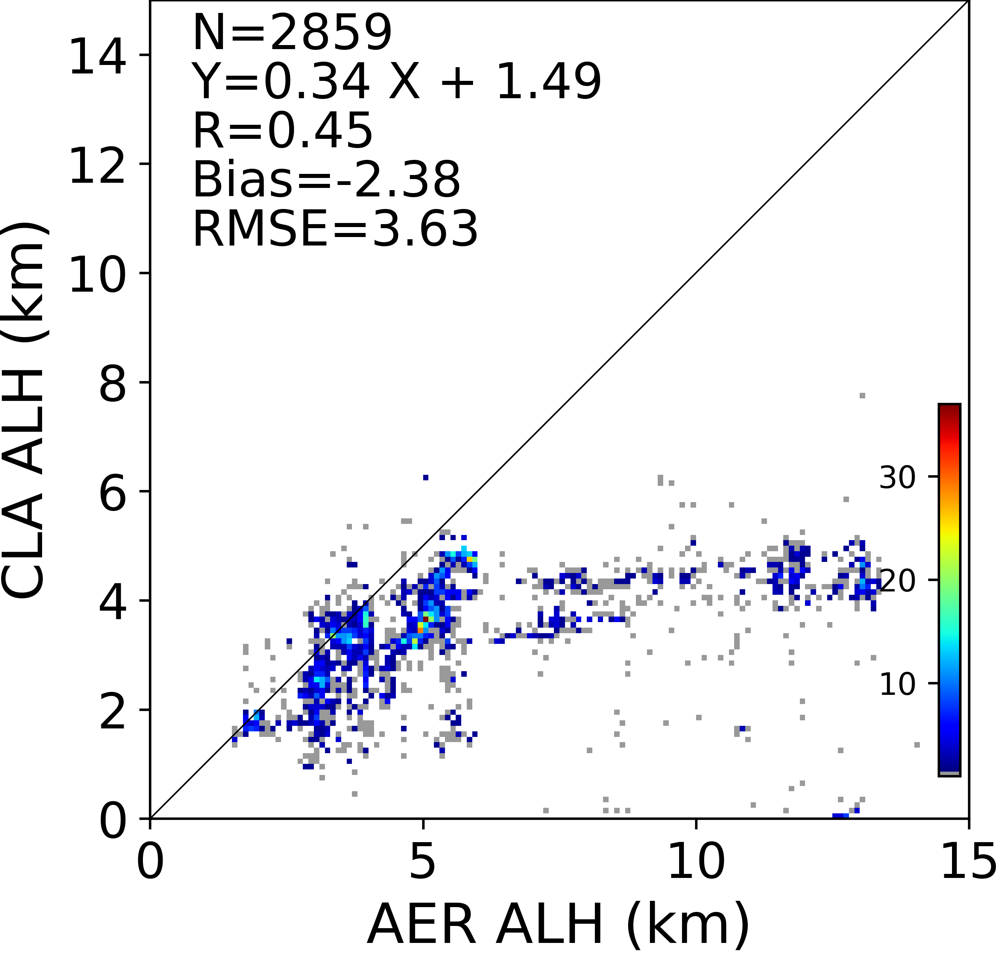 N=2859
Y=0.34 X + 1.49
R=0.45
Bias=-2.38
RMSE=3.63
CLA ALH (km)
14
12
10
8
6
4
2
0
30
20
10
0
5
10
15
AER ALH (km)